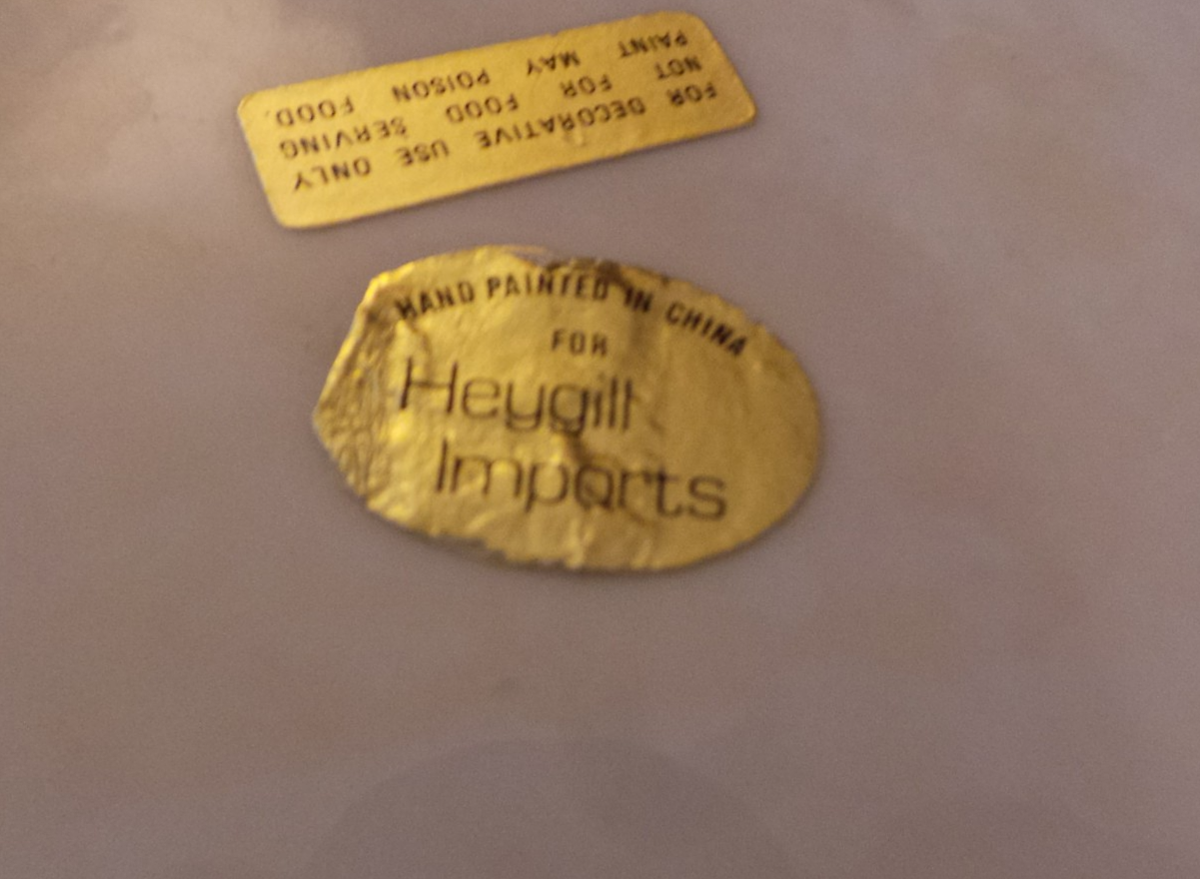 FOR DECORATIVE USE ONLY
NOT FOR FOOD SERVING
PAINT MAY POISON FOOD.
HAND PAINTED IN CHINA
FOR
Heygill
Imports